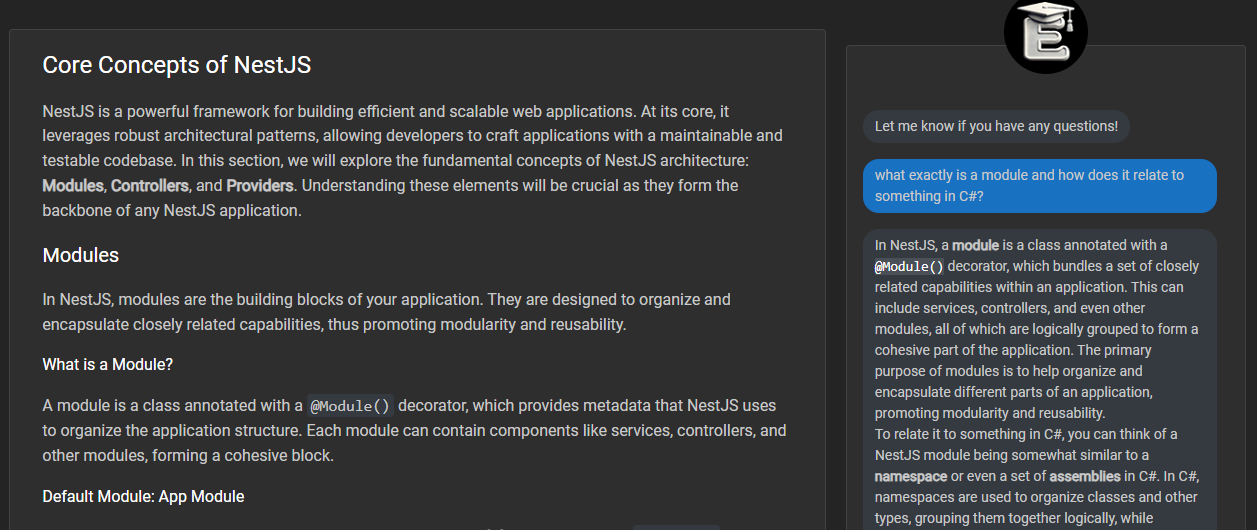 Core Concepts of NestJS
NestJS is a powerful framework for building efficient and scalable web applications. At its core, it
leverages robust architectural patterns, allowing developers to craft applications with a maintainable and
testable codebase. In this section, we will explore the fundamental concepts of NestJS architecture:
Modules, Controllers, and Providers. Understanding these elements will be crucial as they form the
backbone of any NestJS application.
Modules
In NestJS, modules are the building blocks of your application. They are designed to organize and
encapsulate closely related capabilities, thus promoting modularity and reusability.
What is a Module?
A module is a class annotated with a @Module() decorator, which provides metadata that NestJS uses
to organize the application structure. Each module can contain components like services, controllers, and
other modules, forming a cohesive block.
Default Module: App Module
E
Let me know if you have any questions!
what exactly is a module and how does it relate to
something in C#?
In NestJS, a module is a class annotated with a
@Module() decorator, which bundles a set of closely
related capabilities within an application. This can
include services, controllers, and even other
modules, all of which are logically grouped to form a
cohesive part of the application. The primary
purpose of modules is to help organize and
encapsulate different parts of an application,
promoting modularity and reusability.
To relate it to something in C#, you can think of a
NestJS module being somewhat similar to a
namespace or even a set of assemblies in C#. In C#,
namespaces are used to organize classes and other
types, grouping them together logically, while